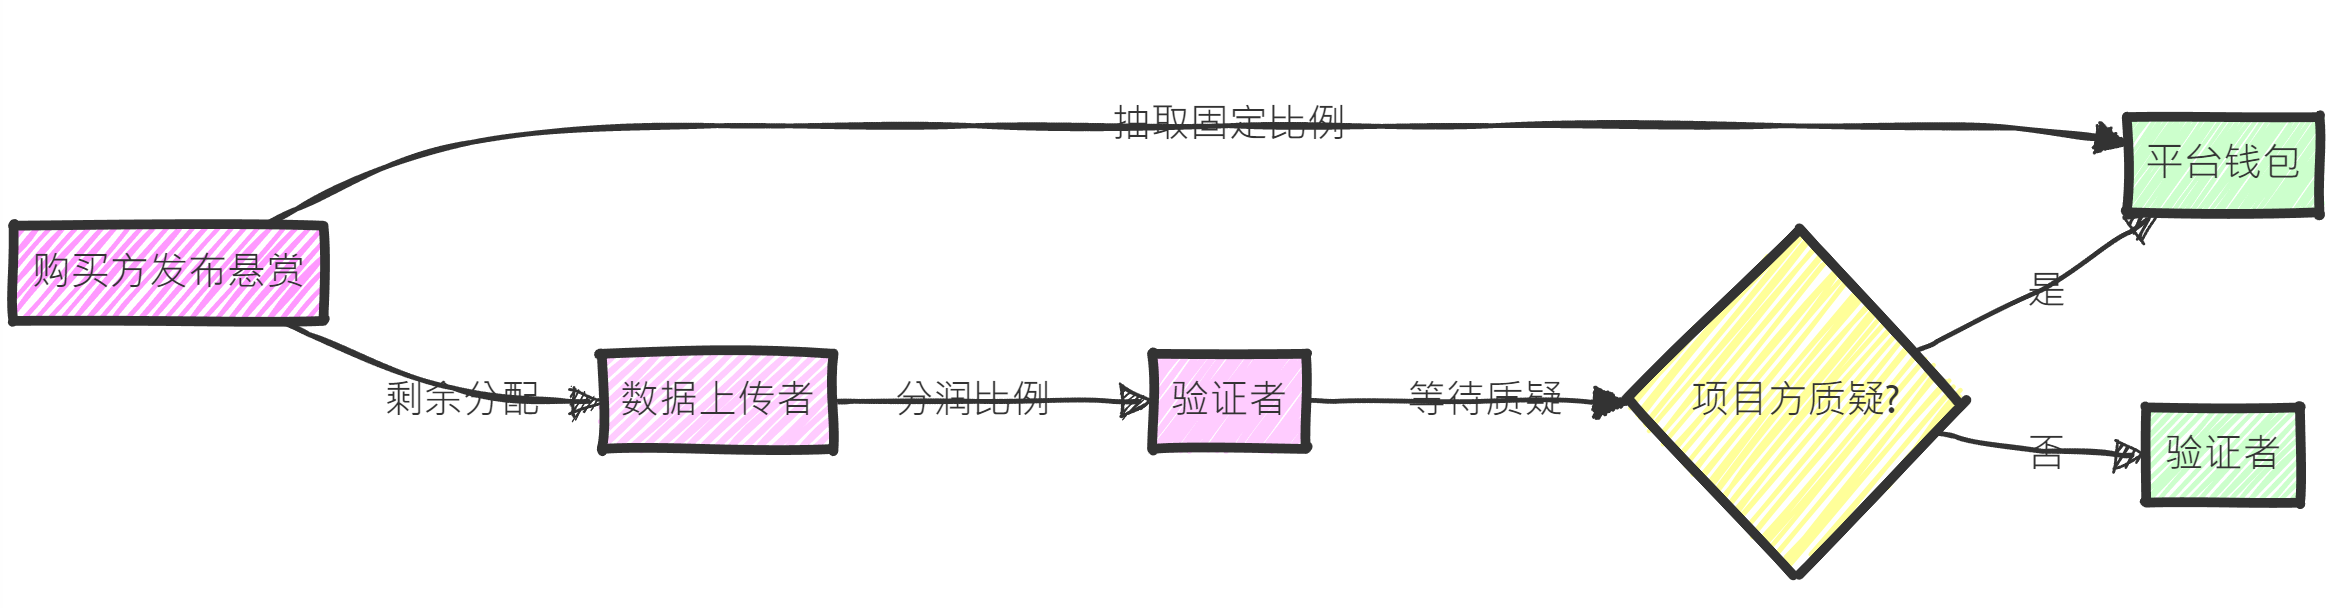 抽取固定比例
平台钱包
购买方发布悬赏
是
剩余分配
数据上传者
分润比例
验证者
等待质疑
项目方质疑?
否
验证者